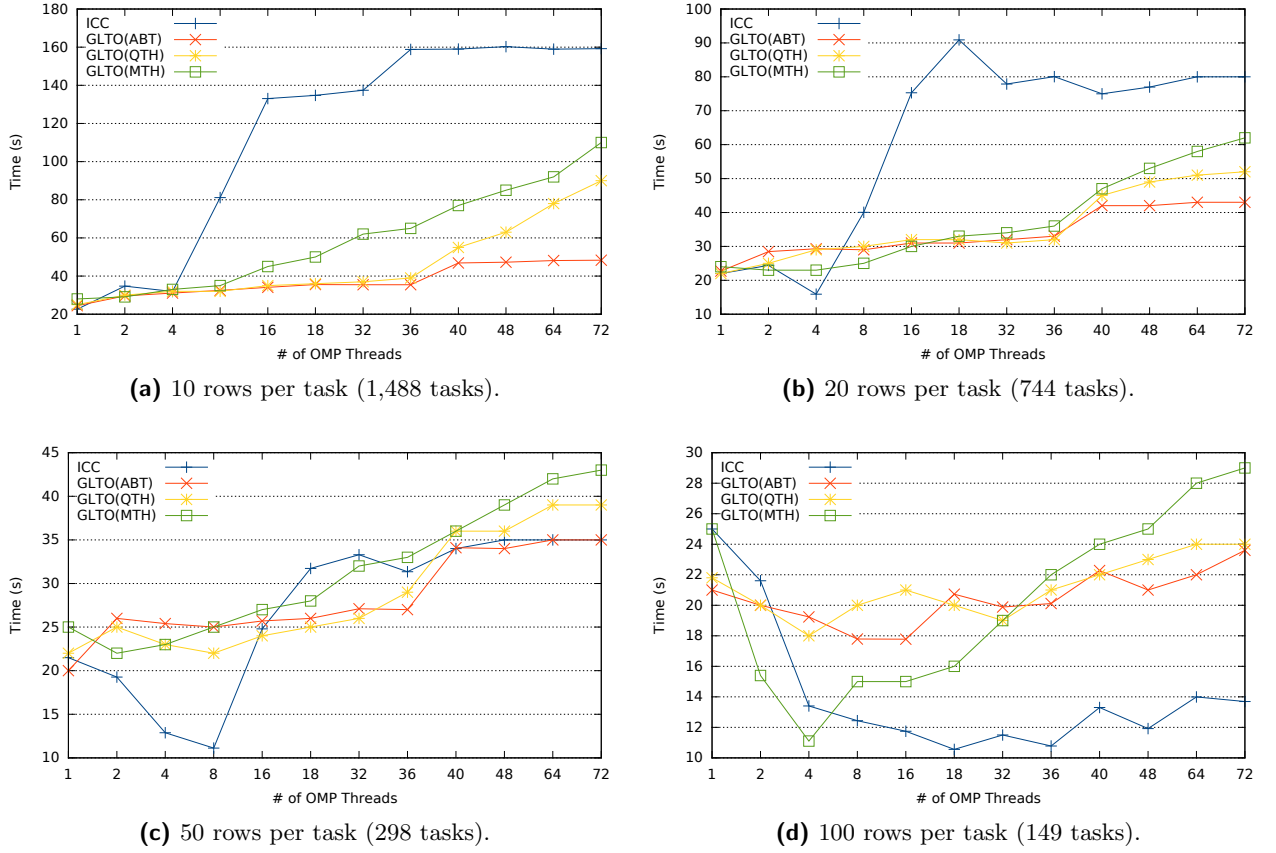 ICC
GLTO(ABT)
GLTO(QTH)
GLTO(MTH)
180
160
140
120
100
80
60
40
20
Time (s)
1 2 4 8 16 18 32 36 40 48 64 72
# of OMP Threads
(a) 10 rows per task (1,488 tasks).
ICC
GLTO(ABT)
GLTO(QTH)
GLTO(MTH)
100
90
80
70
60
50
40
30
20
10
Time (s)
1 2 4 8 16 18 32 36 40 48 64 72
# of OMP Threads
(b) 20 rows per task (744 tasks).
ICC
GLTO(ABT)
GLTO(QTH)
GLTO(MTH)
45
40
35
30
25
20
15
10
Time (s)
1 2 4 8 16 18 32 36 40 48 64 72
# of OMP Threads
(c) 50 rows per task (298 tasks).
ICC
GLTO(ABT)
GLTO(QTH)
GLTO(MTH)
30
28
26
24
22
20
18
16
14
12
10
Time (s)
1 2 4 8 16 18 32 36 40 48 64 72
# of OMP Threads
(d) 100 rows per task (149 tasks).